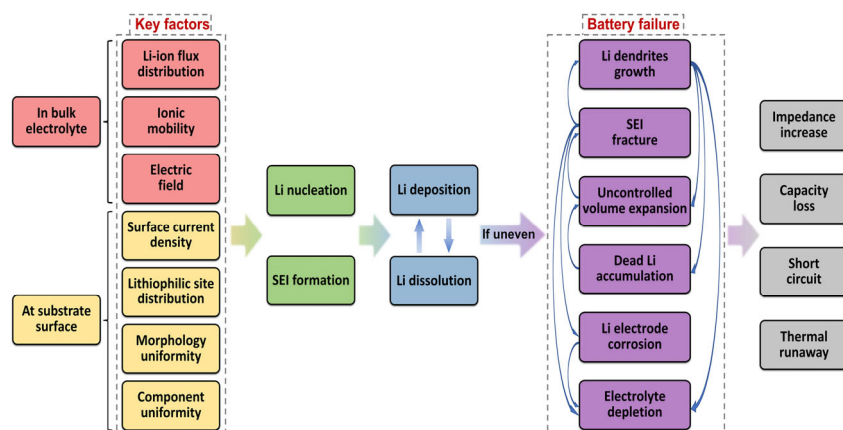 Key factors
In bulk
electrolyte
Li-ion flux
distribution
Ionic
mobility
Electric
field
At substrate
surface
Surface current
density
Lithiophilic site
distribution
Morphology
uniformity
Component
uniformity
Li nucleation
SEI formation
Li deposition
Li dissolution
If uneven
Battery failure
Li dendrites
growth
SEI
fracture
Uncontrolled
volume expansion
Dead Li
accumulation
Li electrode
corrosion
Electrolyte
depletion
Impedance
increase
Capacity
loss
Short
circuit
Thermal
runaway